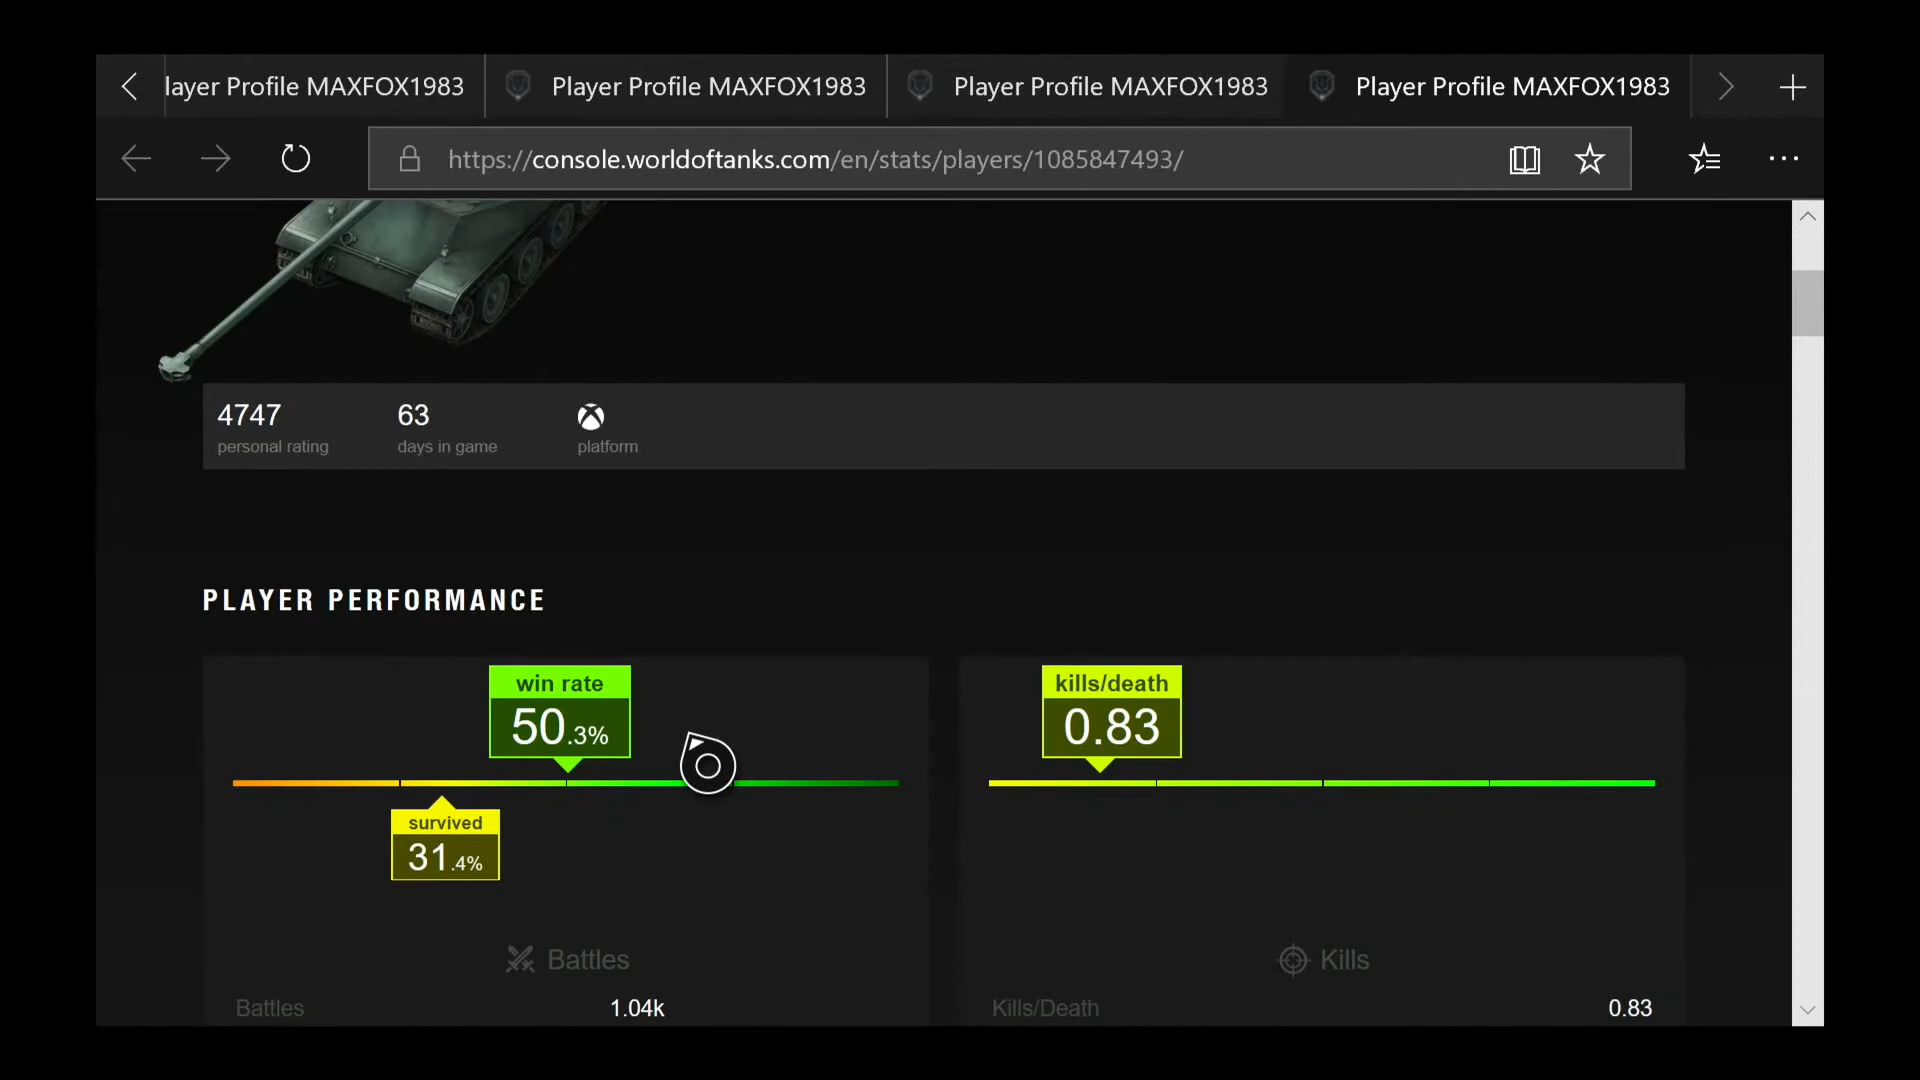 layer Profile MAXFOX1983
Player Profile MAXFOX1983
Player Profile MAXFOX1983
Player Profile MAXFOX1983
https://console.worldoftanks.com/en/stats/players/1085847493/
4747
personal rating
63
days in game
platform
PLAYER PERFORMANCE
win rate
50.3%
survived
31.4%
Battles
Battles
1.04k
kills/death
0.83
Kills
Kills/Death
0.83